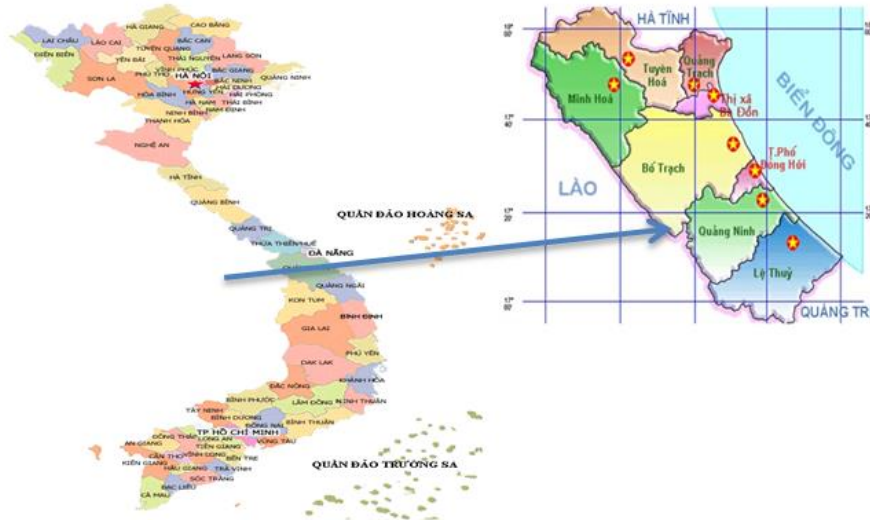 HÀ GIANG
CAO BẰNG
LAI CHÂU
LÀO CAI
BẮC CẠN
TUYÊN QUANG
ĐIỆN BIÊN
YÊN BÁI
THÁI NGUYÊN
LẠNG SƠN
VĨNH PHÚC
PHÚ THỌ
BẮC GIANG
SƠN LA
HÀ NỘI
BẮC NINH
QUẢNG NINH
HẢI DƯƠNG
HÒA BÌNH
HƯNG YÊN
HẢI PHÒNG
HÀ NAM
THÁI BÌNH
NAM ĐỊNH
NINH BÌNH
THANH HÓA
NGHỆ AN
HÀ TĨNH
QUẢNG BÌNH
QUẢNG TRỊ
THỪA THIÊN HUẾ
ĐÀ NẴNG
QUẢNG NGÃI
KON TUM
BÌNH ĐỊNH
GIA LAI
PHÚ YÊN
DAK LAK
KHÁNH HÒA
ĐẮC NÔNG
BÌNH PHƯỚC
LÂM ĐỒNG
NINH THUẬN
TÂY NINH
BÌNH DƯƠNG
ĐỒNG NAI
BÌNH THUẬN
TP HỒ CHÍ MINH
LONG AN
VŨNG TÀU
ĐỒNG THÁP
AN GIANG
TIỀN GIANG
BẾN TRE
CẦN THƠ
VĨNH LONG
KIÊN GIANG
HẬU GIANG
TRÀ VINH
SÓC TRĂNG
BẠC LIÊU
CÀ MAU
QUẦN ĐẢO HOÀNG SA
QUẦN ĐẢO TRƯỜNG SA
HÀ TĨNH
Tuyên
Hoá
Quảng
Trạch
Minh Hoá
Thị xã
Ba Đồn
BIỂN ĐÔNG
Bố Trạch
T.Phố
Đồng Hới
LÀO
Quảng Ninh
Lệ Thuỷ
QUẢNG TR